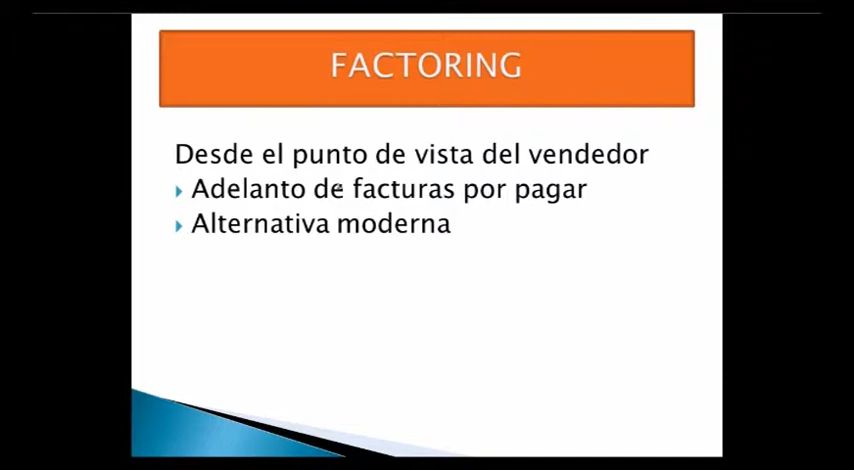 FACTORING
Desde el punto de vista del vendedor
Adelanto de facturas por pagar
Alternativa moderna